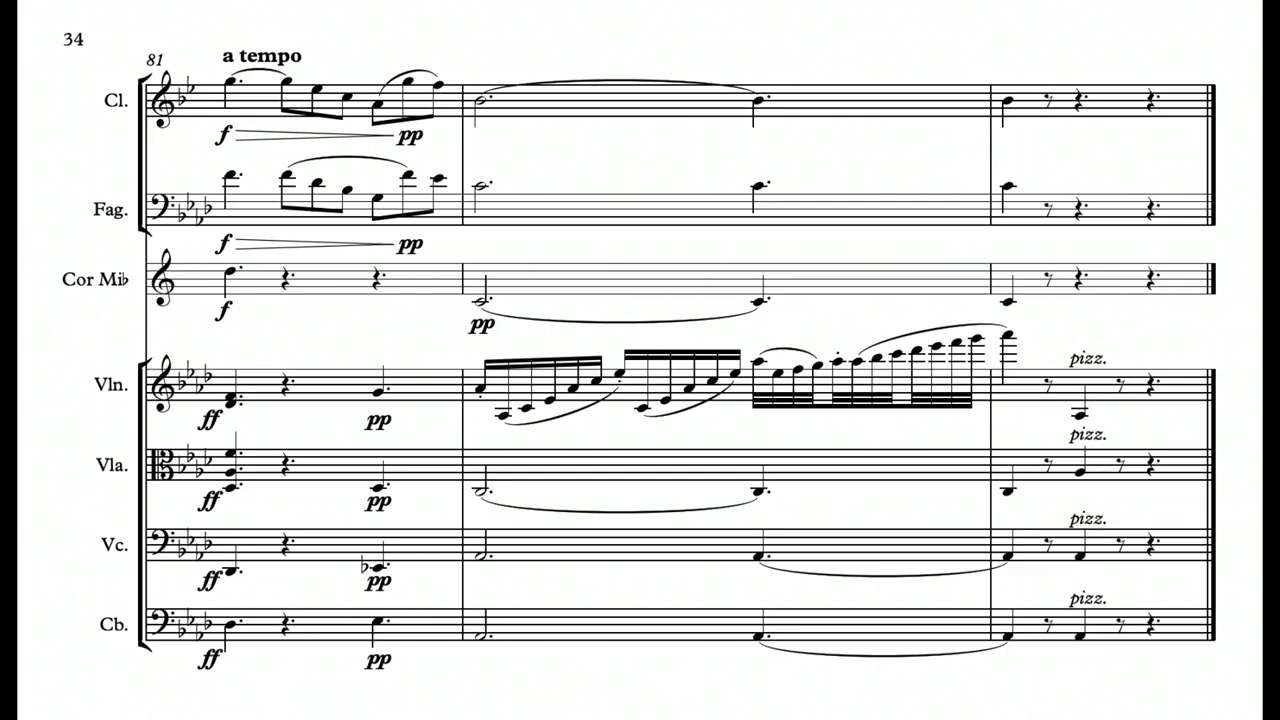 34
81
a tempo
Cl.
f pp
Fag.
f pp
Cor Mi♭
f
pp
pizz.
Vln.
ff pp
pizz.
Vla.
ff pp
pizz.
Vc.
ff pp
pizz.
Cb.
ff pp